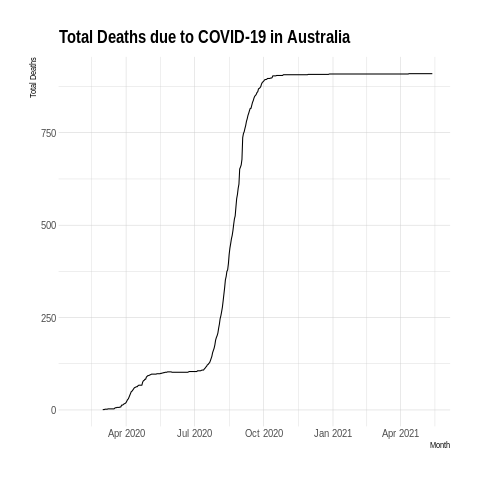 Total Deaths due to COVID-19 in Australia
Total Deaths
750
500
250
0
Apr 2020 Jul 2020 Oct 2020 Jan 2021 Apr 2021
Month